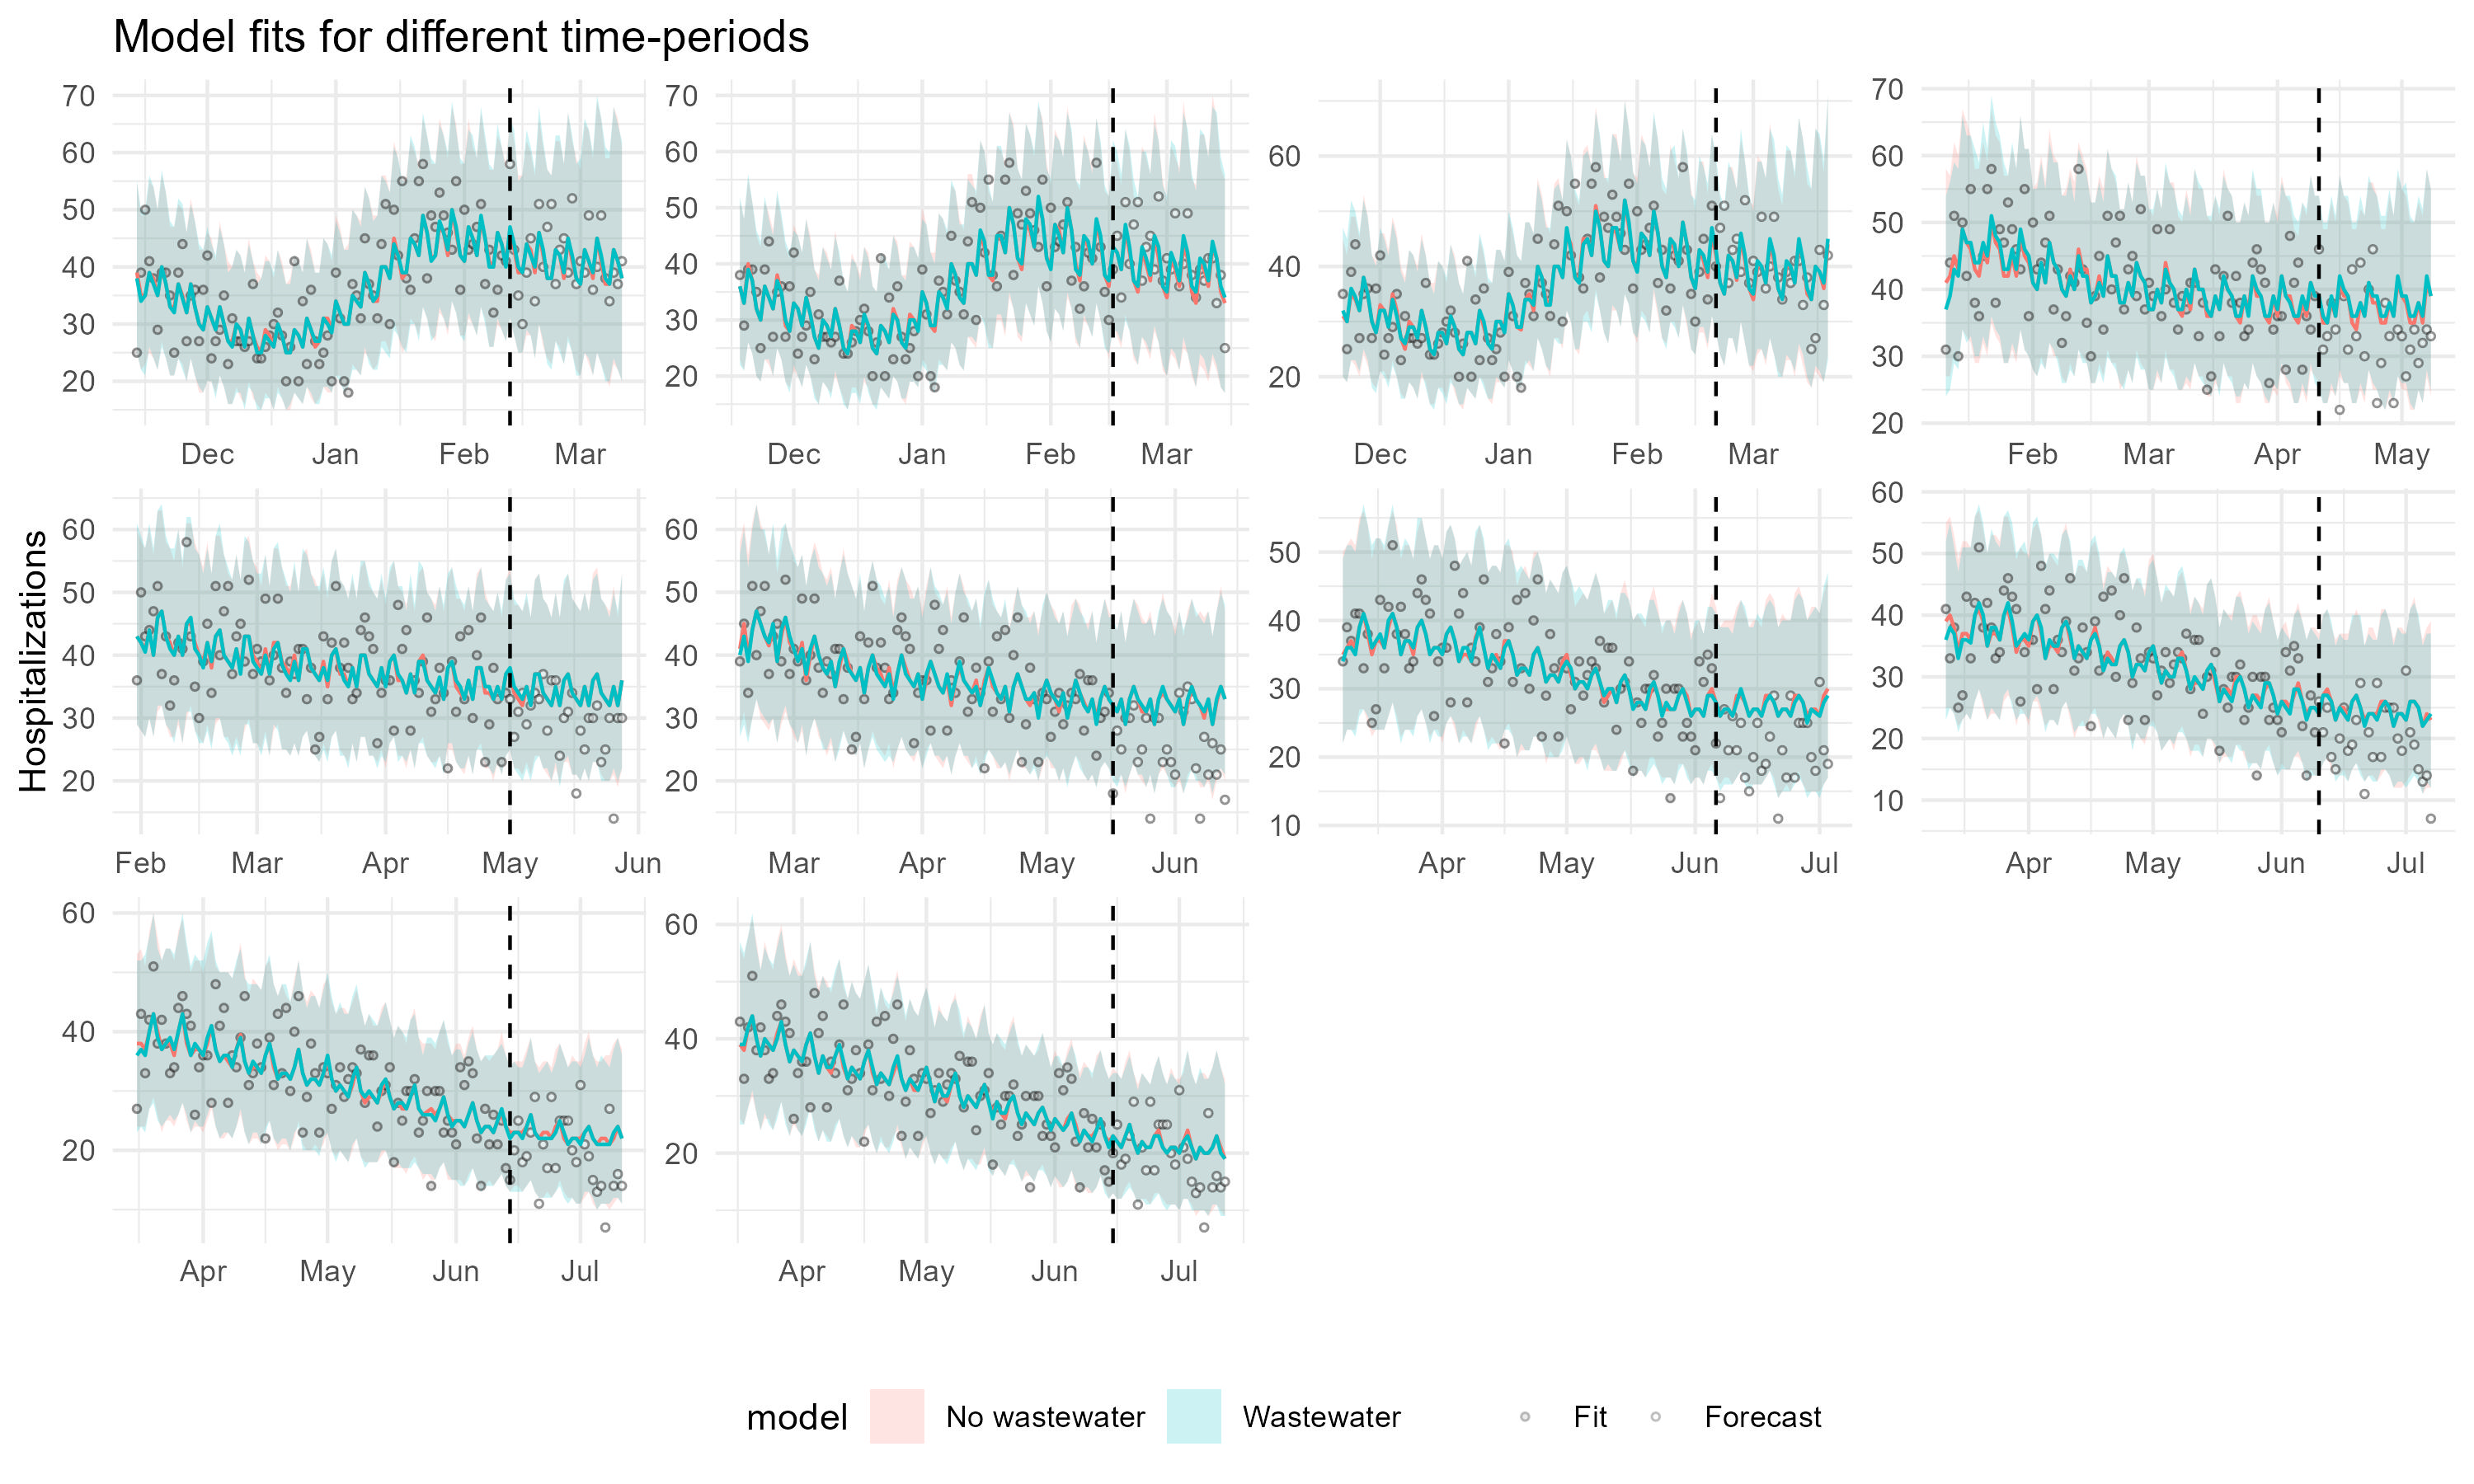 Model fits for different time-periods
Hospitalizations
70 60 50 40 30 20
Dec Jan Feb Mar
70 60 50 40 30 20
Dec Jan Feb Mar
60 40 20
Dec Jan Feb Mar
70 60 50 40 30 20
Feb Mar Apr May
60 50 40 30 20
Feb Mar Apr May Jun
60 50 40 30 20
Mar Apr May Jun
50 40 30 20 10
Apr May Jun Jul
60 50 40 30 20 10
Apr May Jun Jul
60 40 20
Apr May Jun Jul
60 40 20
Apr May Jun Jul
model No wastewater Wastewater Fit Forecast